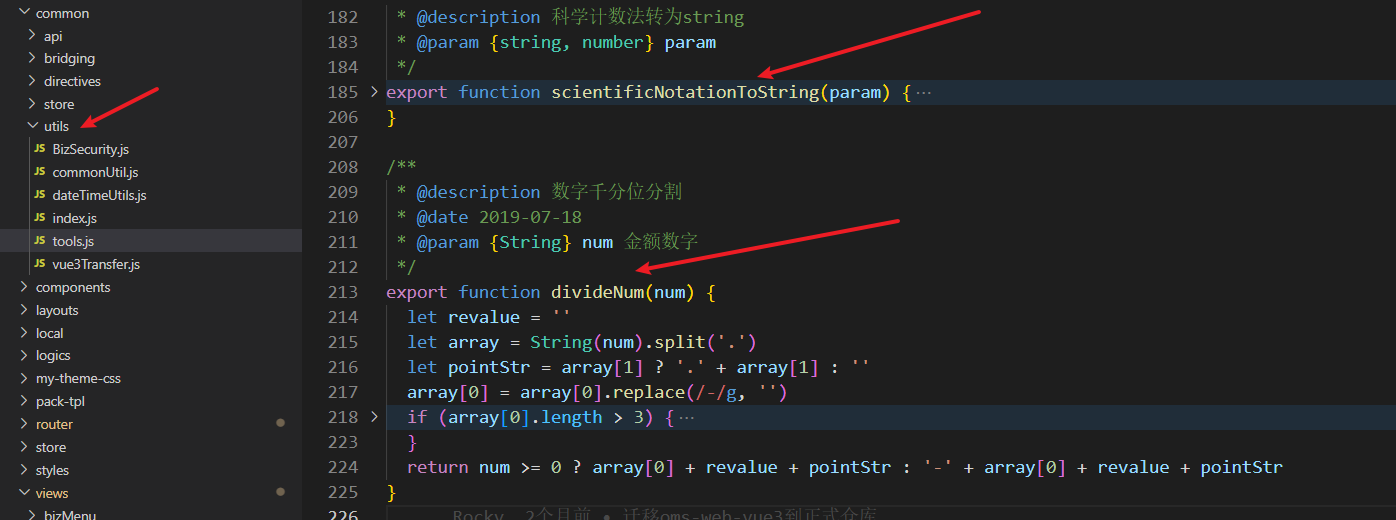 common
api
bridging
directives
store
utils
JS BizSecurity.js
JS commonUtil.js
JS dateTimeUtils.js
JS index.js
JS tools.js
JS vue3Transfer.js
components
layouts
local
logics
my-theme-css
pack-tpl
router
store
styles
views
bizMenu
182 * @description 科学计数法转为string
183 * @param {string, number} param
184 */
185 export function scientificNotationToString(param) {…
206 }
207
208 /**
209 * @description 数字千分位分割
210 * @date 2019-07-18
211 * @param {String} num 金额数字
212 */
213 export function divideNum(num) {
214 let revalue = ''
215 let array = String(num).split('.')
216 let pointStr = array[1] ? '.' + array[1] : ''
217 array[0] = array[0].replace(/-/g, '')
218 if (array[0].length > 3) {…
223 }
224 return num >= 0 ? array[0] + revalue + pointStr : '-' + array[0] + revalue + pointStr
225 }
226 Rocky, 2个月前 • 迁移oms-web-vue3到正式仓库